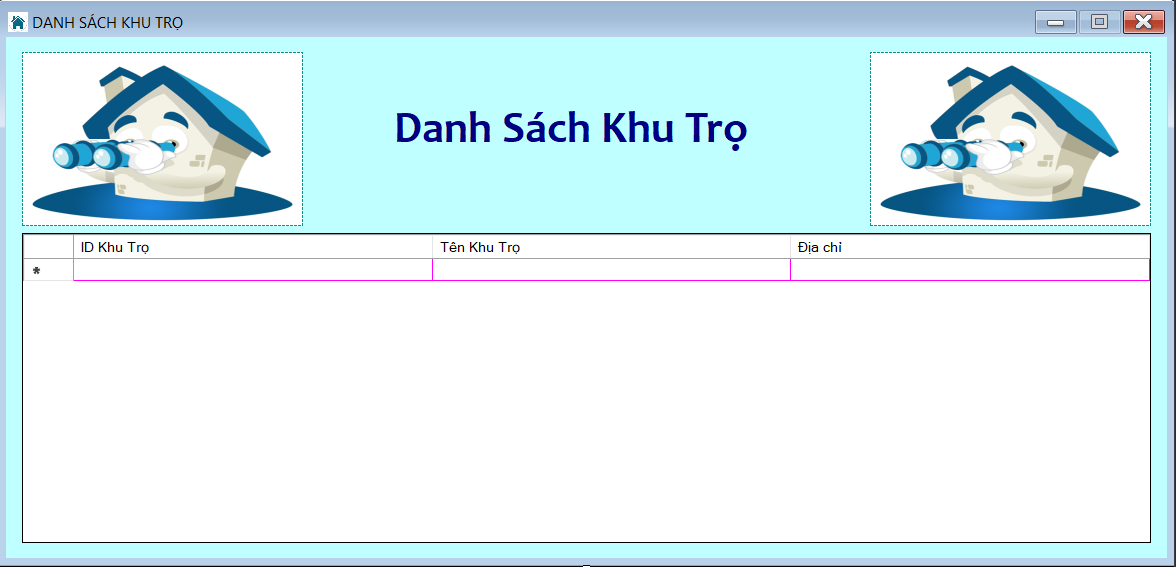 DANH SÁCH KHU TRỌ
Danh Sách Khu Trọ
ID Khu Trọ Tên Khu Trọ Địa chỉ
*